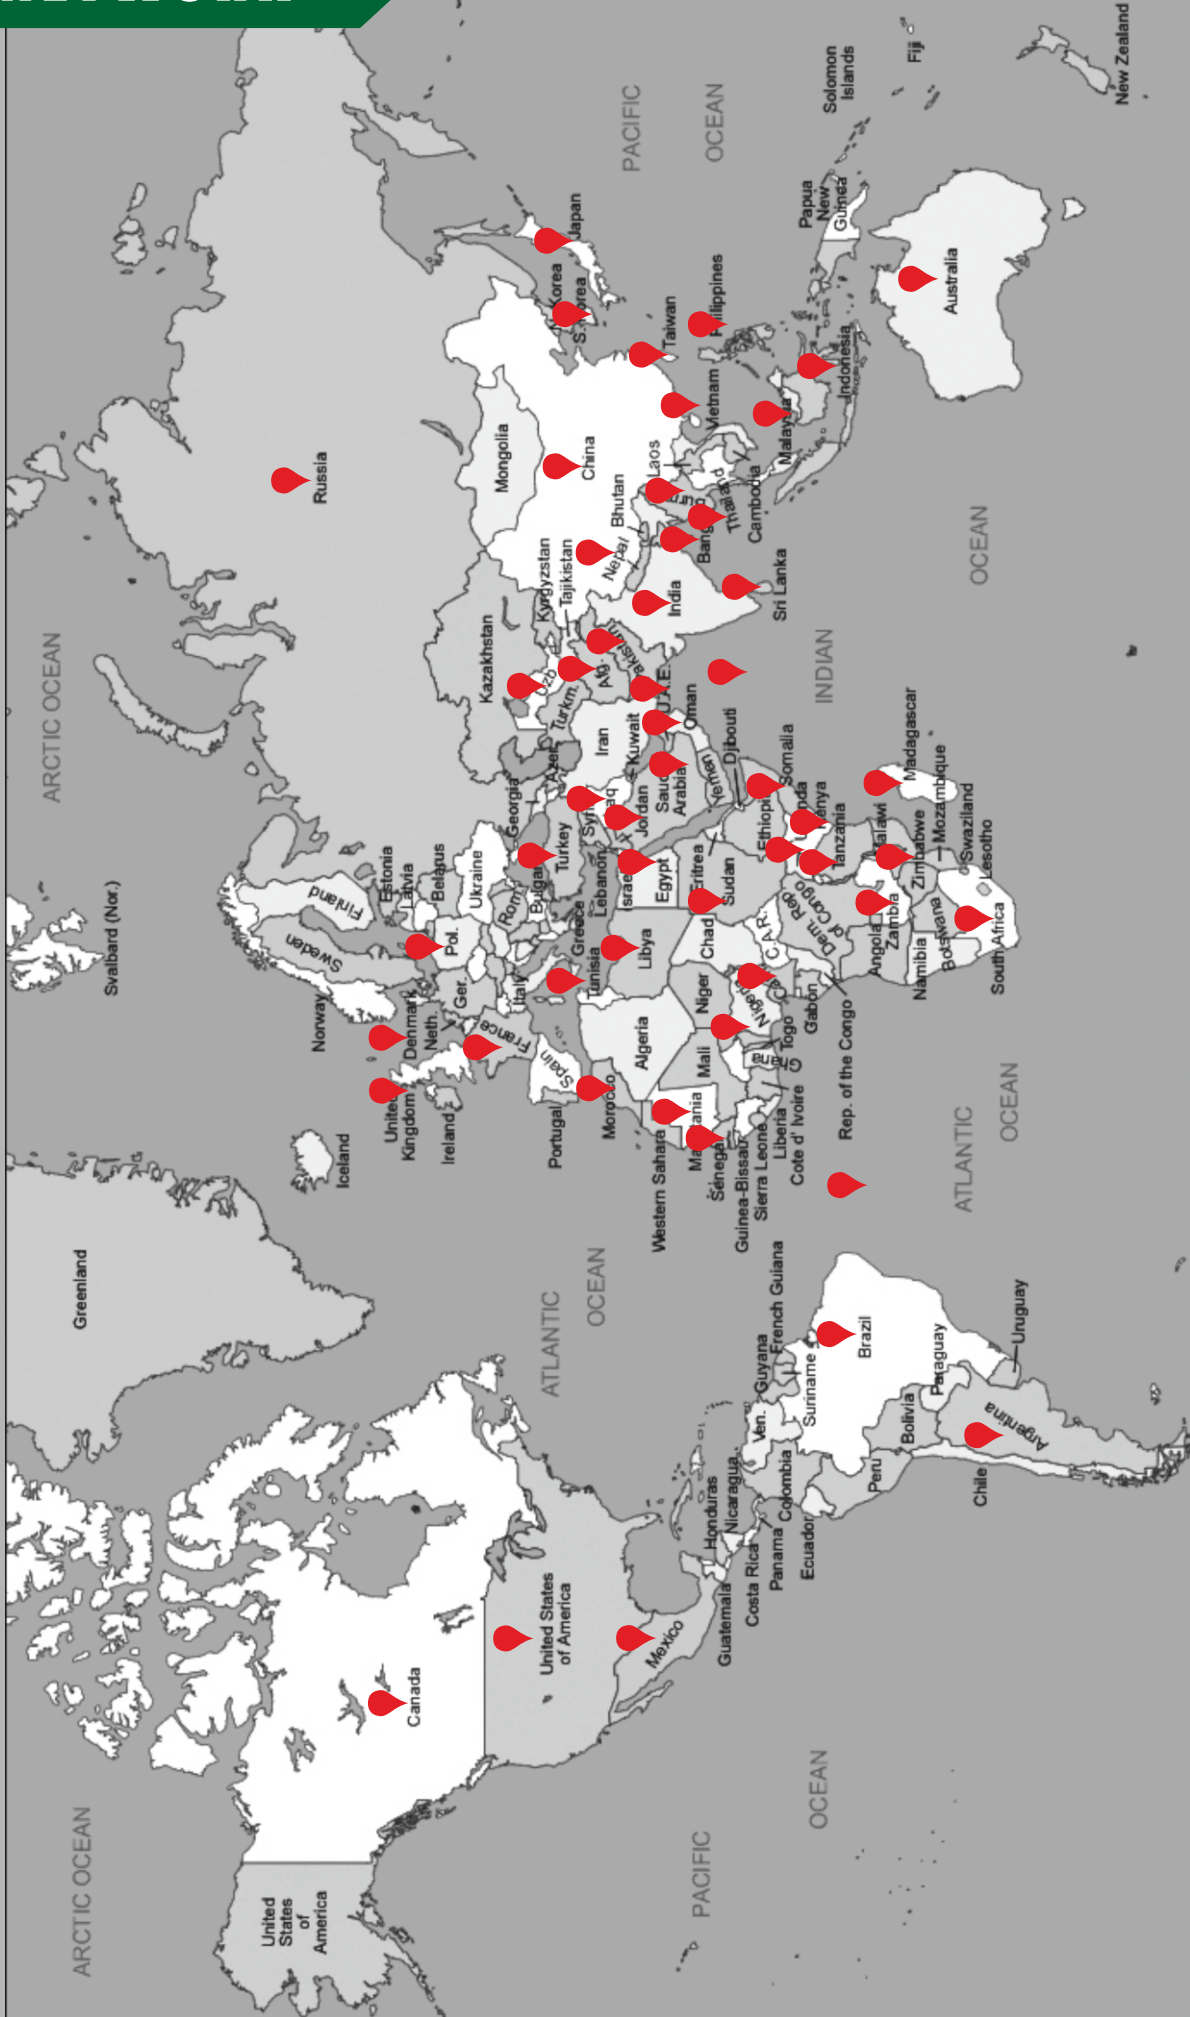 ARCTIC OCEAN
United
States
of
America
Canada
United States
of America
Mexico
Guatemala
Honduras
Nicaragua
Costa Rica
Panama
PACIFIC
OCEAN
Greenland
ATLANTIC
OCEAN
Ven.
Guyana
Suriname
French Guiana
Colombia
Ecuador
Peru
Brazil
Bolivia
Paraguay
Chile
Argentina
Uruguay
Iceland
Svalbard (Nor.)
Norway
Sweden
Finland
Denmark
United
Kingdom
Ireland
Neth.
Ger.
Pol.
Estonia
Latvia
Belarus
Ukraine
France
Spain
Portugal
Italy
Rom.
Bulgar
Greece
Turkey
Georgia
Azer.
Morocco
Western Sahara
Algeria
Tunisia
Libya
Egypt
Mali
Niger
Chad
Sudan
Eritrea
Djibouti
Senegal
Guinea-Bissau
Sierra Leone
Liberia
Cote d' Ivoire
Ghana
Togo
Nigeria
C.A.R.
Gabon
Rep. of the Congo
Dem. Rep
of Congo
Ethiopi
Somalia
Kenya
Tanzania
Angola
Zambia
Malawi
Mozambique
Zimbabwe
Namibia
Botswana
South Africa
Swaziland
Lesotho
Madagascar
ATLANTIC
OCEAN
Lebanon
Israe
Syri
Jordan
Iran
Kuwait
Saud
Arabia
Yemen
Oman
U.A.E.
ARCTIC OCEAN
Russia
Kazakhstan
Uzb
Turkm.
Kyrgyzstan
Tajikistan
Afg.
akistan
India
Nepal
Bhutan
Bang
Sri Lanka
Mongolia
China
N. Korea
S. Korea
Japan
Taiwan
Laos
Thailand
Vietnam
Cambodia
Malaysia
Philippines
Indonesia
INDIAN
OCEAN
PACIFIC
OCEAN
Papua
New
Guinea
Solomon
Islands
Fiji
Australia
New Zealand